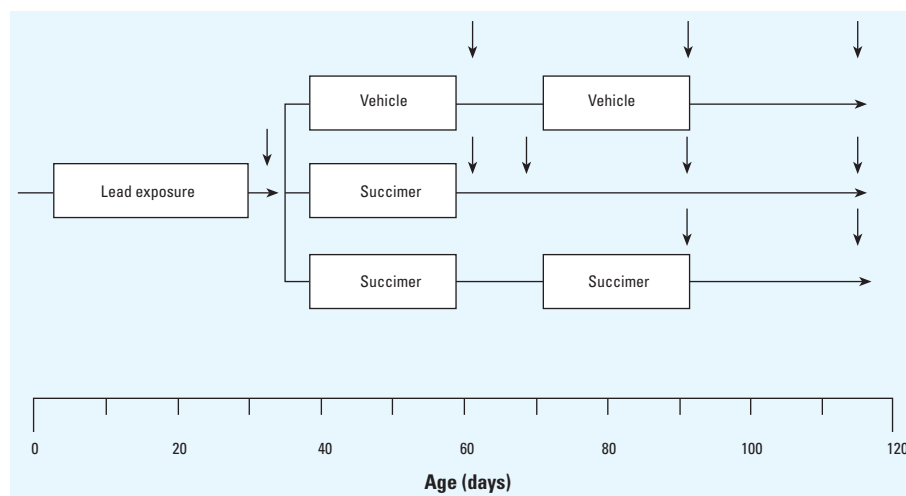 Vehicle
Vehicle
Lead exposure
Succimer
Succimer
Succimer
0
20
40
60
80
100
120
Age (days)